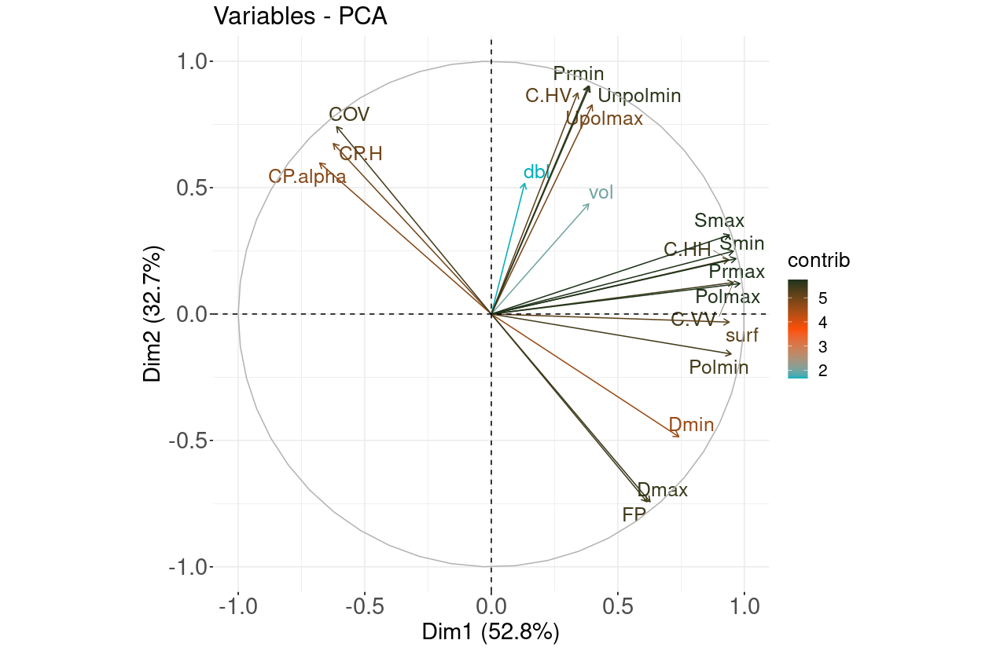 Variables - PCA
1.0
0.5
0.0
-0.5
-1.0
Dim2 (32.7%)
Prmin
C.HV
Unpolmin
Upolmax
COV
CP.H
CP.alpha
dbl
vol
Smax
Smin
C.HH
Prmax
Polmax
C.VV
surf
Polmin
Dmin
Dmax
FP
-1.0
-0.5
0.0
0.5
1.0
Dim1 (52.8%)
contrib
5
4
3
2